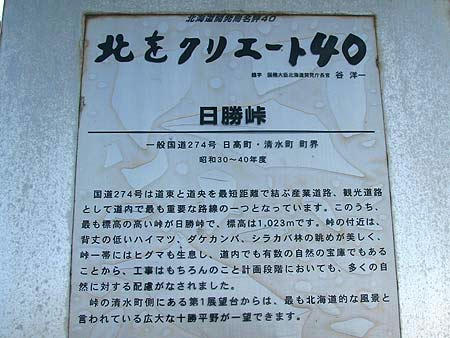 北海道開発局名畔40
北をクリエート40
題字 国務大臣北海道開発庁長官 谷 洋一
日勝峠
一般国道274号 日高町・清水町 町界
昭和30〜40年度
国道274号は道東と道央を最短距離で結ぶ産業道路、観光道路
として道内で最も重要な路線の一つとなっています。このうち、
最も標高の高い峠が日勝峠で、標高は1,023mです。峠の付近は、
背丈の低いハイマツ、ダケカンバ、シラカバ林の眺めが美しく、
峠一帯にはヒグマも生息し、道内でも有数の自然の宝庫でもある
ことから、工事はもちろんのこと計画段階においても、多くの自
然に対する配慮がなされました。
峠の清水町側にある第1展望台からは、最も北海道的な風景と
言われている広大な十勝平野が一望できます。